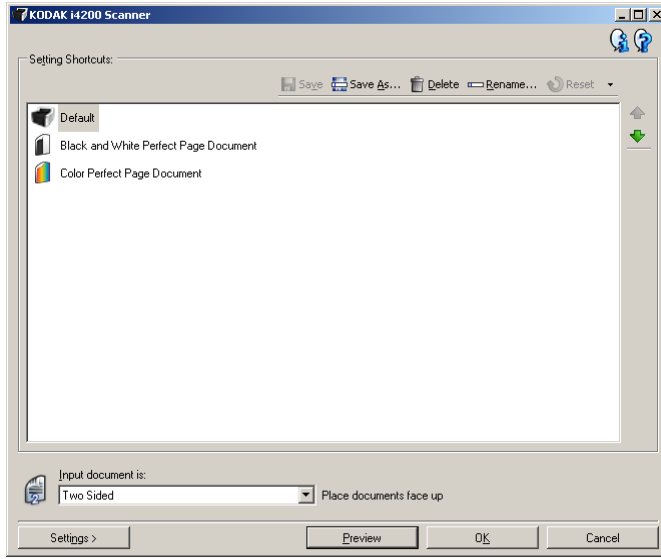 KODAK i4200 Scanner
Setting Shortcuts:
Save Save As... Delete Rename... Reset
Default
Black and White Perfect Page Document
Color Perfect Page Document
Input document is:
Two Sided Place documents face up
Settings > Preview OK Cancel